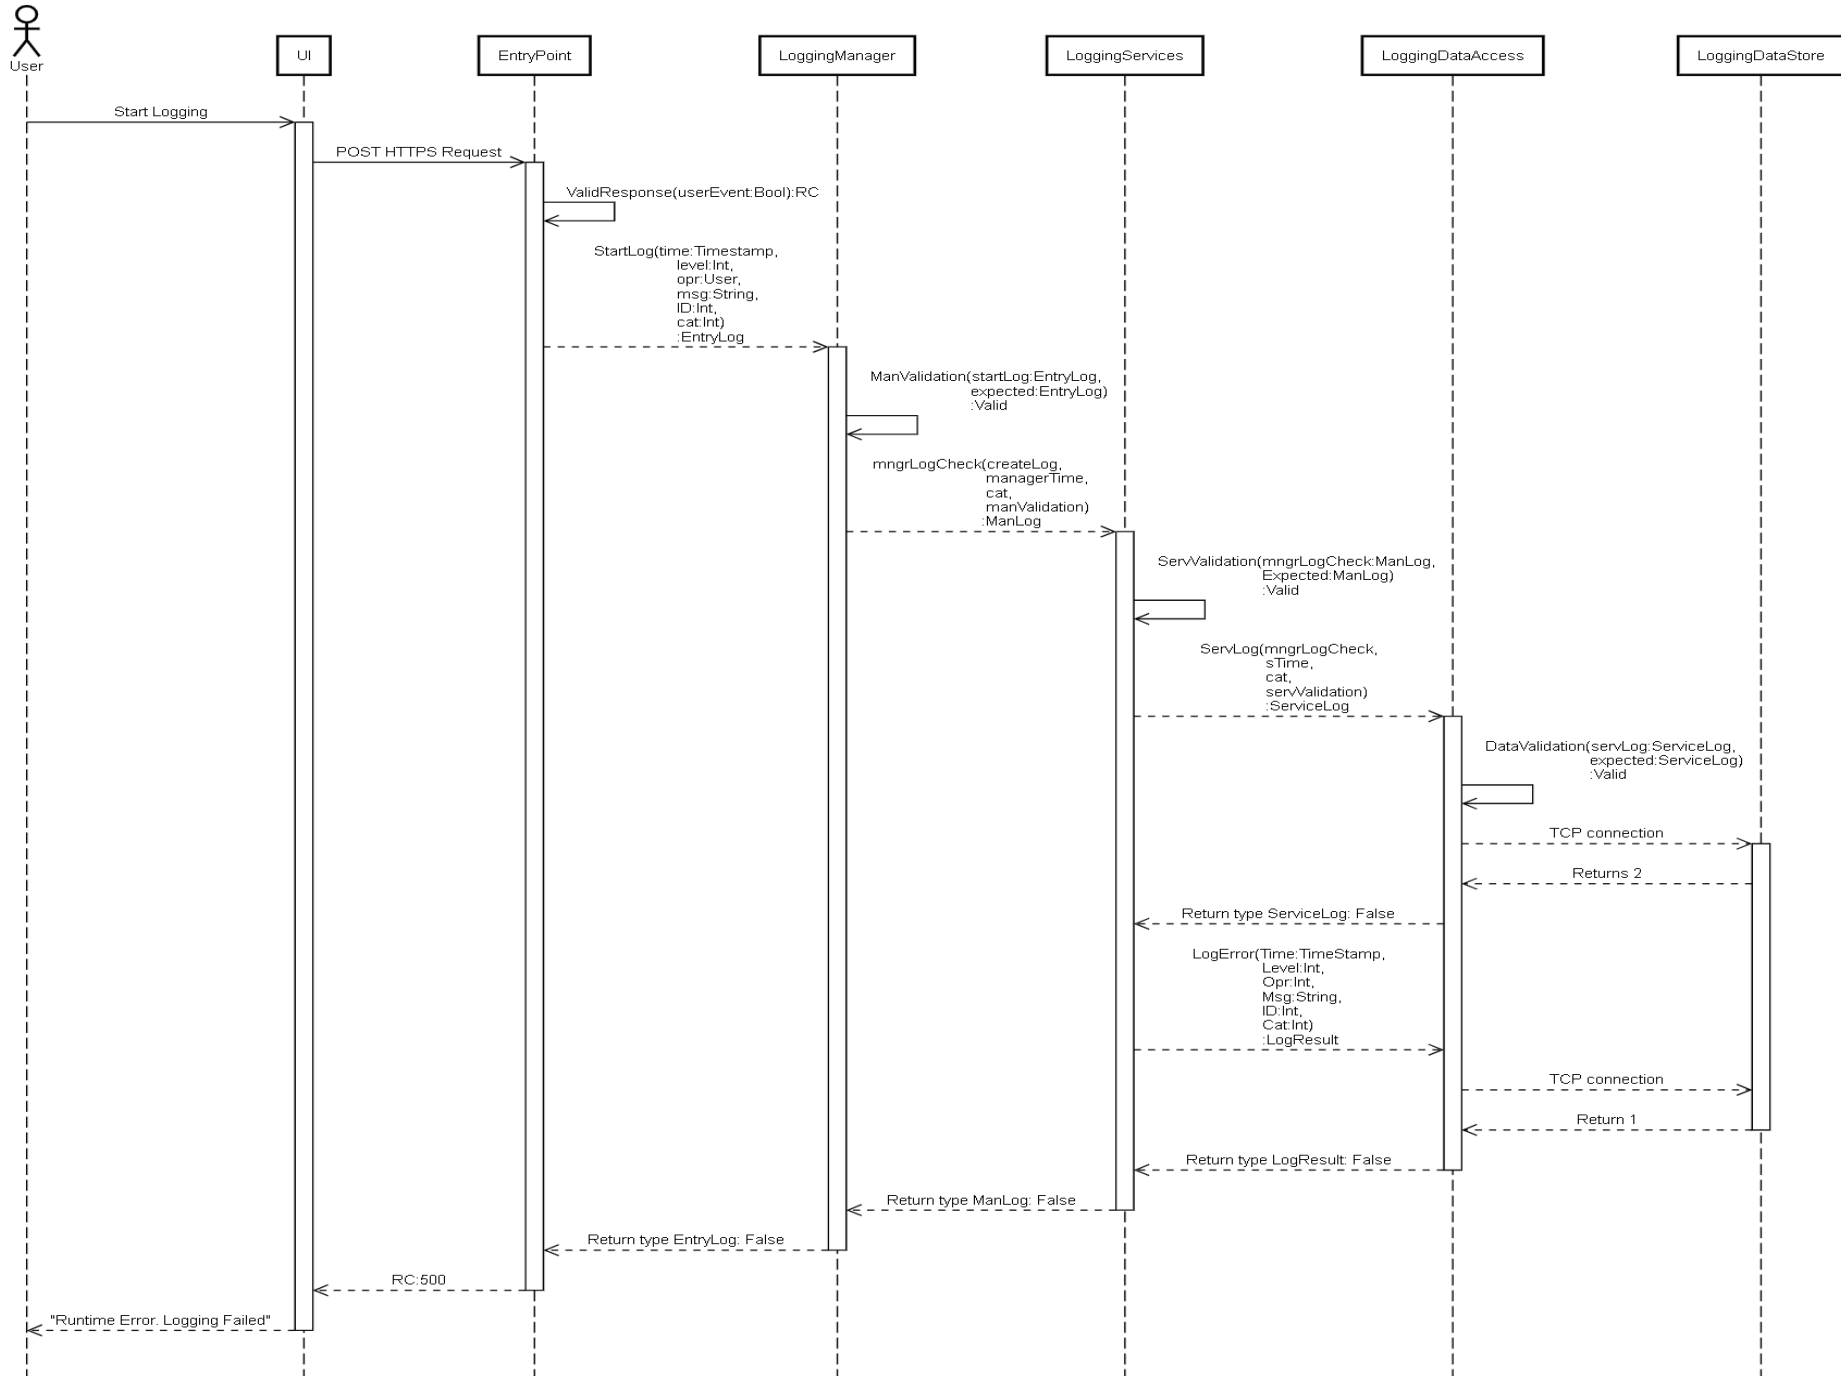 User
UI
EntryPoint
LoggingManager
LoggingServices
LoggingDataAccess
LoggingDataStore
Start Logging
POST HTTPS Request
ValidResponse(userEvent:Bool):RC
StartLog(time:Timestamp,
level:Int,
opr:User,
msg:String,
ID:Int,
cat:Int)
:EntryLog
ManValidation(startLog:EntryLog,
expected:EntryLog)
:Valid
mngrLogCheck(createLog,
managerTime,
cat,
manValidation)
:ManLog
ServValidation(mngrLogCheck:ManLog,
Expected:ManLog)
:Valid
ServLog(mngrLogCheck,
sTime,
cat,
servValidation)
:ServiceLog
DataValidation(servLog:ServiceLog,
expected:ServiceLog)
:Valid
TCP connection
Returns 2
Return type ServiceLog: False
LogError(Time:TimeStamp,
Level:Int,
Opr:Int,
Msg:String,
ID:Int,
Cat:Int)
:LogResult
TCP connection
Return 1
Return type LogResult: False
Return type ManLog: False
Return type EntryLog: False
RC:500
"Runtime Error. Logging Failed"